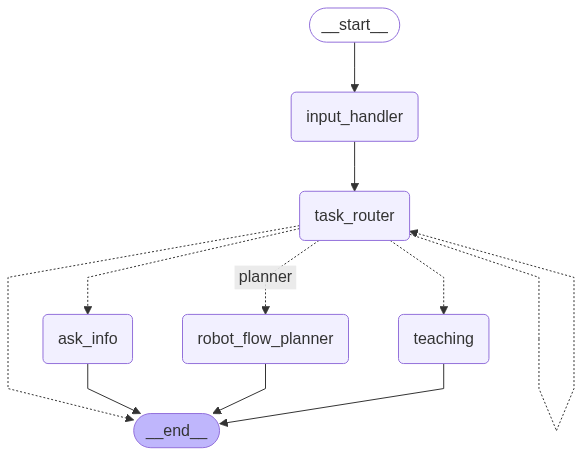 __start__
input_handler
task_router
planner
ask_info
robot_flow_planner
teaching
__end__